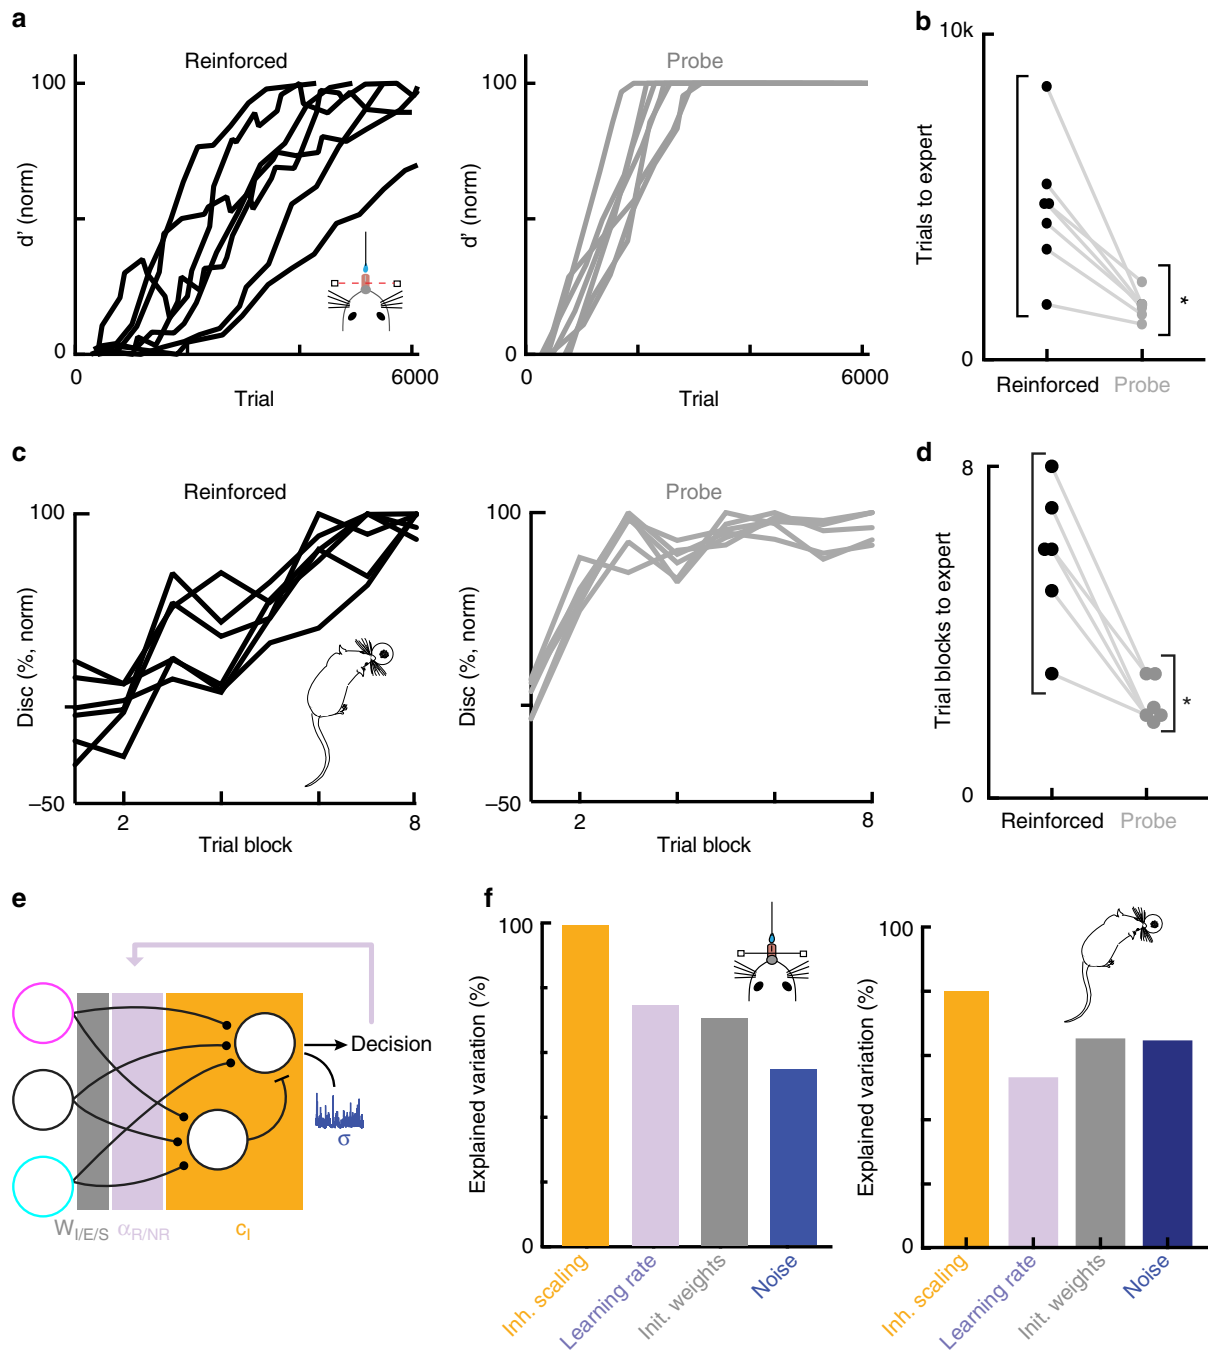 a
Reinforced
Probe
100
d' (norm)
0
0
6000
Trial
100
d' (norm)
0
0
6000
Trial
b
10k
Trials to expert
0
*
Reinforced Probe
c
Reinforced
Probe
100
Disc (%, norm)
–50
2
8
Trial block
100
Disc (%, norm)
–50
2
8
Trial block
d
8
Trial blocks to expert
0
*
Reinforced Probe
e
Decision
σ
W_I/E/S
α_R/NR
c_I
f
100
Explained variation (%)
0
Inh. scaling
Learning rate
Init. weights
Noise
100
Explained variation (%)
0
Inh. scaling
Learning rate
Init. weights
Noise